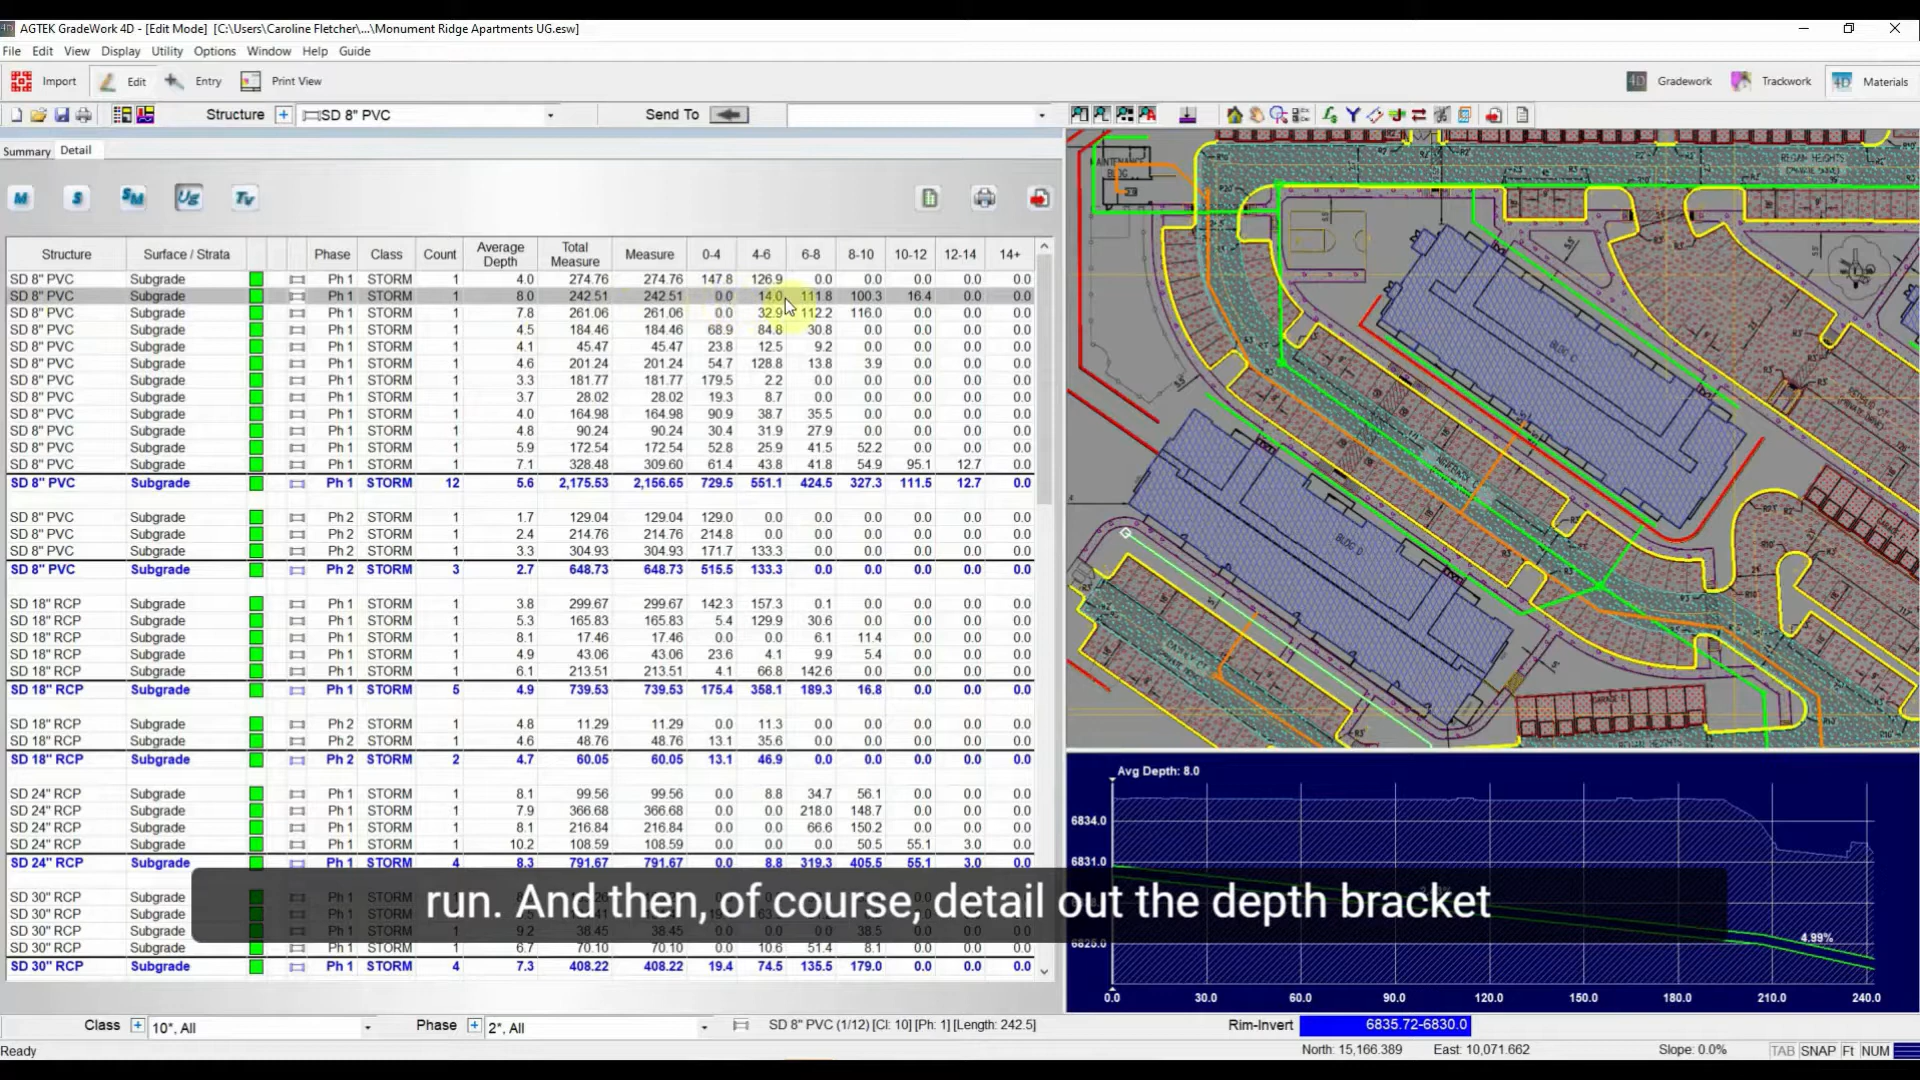 AGTEK GradeWork 4D - [Edit Mode] [C:\Users\Caroline Fletcher\...\Monument Ridge Apartments UG.esw]
File Edit View Display Utility Options Window Help Guide
Import Edit Entry Print View Gradework Trackwork Materials
Structure SD 8" PVC Send To
Summary Detail
M S SM Ug Tv
Structure Surface / Strata Phase Class Count Average Depth Total Measure Measure 0-4 4-6 6-8 8-10 10-12 12-14 14+
SD 8" PVC Subgrade Ph 1 STORM 1 4.0 274.76 274.76 147.8 126.9 0.0 0.0 0.0 0.0 0.0
SD 8" PVC Subgrade Ph 1 STORM 1 8.0 242.51 242.51 0.0 14.0 111.8 100.3 16.4 0.0 0.0
SD 8" PVC Subgrade Ph 1 STORM 1 7.8 261.06 261.06 0.0 32.9 112.2 116.0 0.0 0.0 0.0
SD 8" PVC Subgrade Ph 1 STORM 1 4.5 184.46 184.46 68.9 84.8 30.8 0.0 0.0 0.0 0.0
SD 8" PVC Subgrade Ph 1 STORM 1 4.1 45.47 45.47 23.8 12.5 9.2 0.0 0.0 0.0 0.0
SD 8" PVC Subgrade Ph 1 STORM 1 4.6 201.24 201.24 54.7 128.8 13.8 3.9 0.0 0.0 0.0
SD 8" PVC Subgrade Ph 1 STORM 1 3.3 181.77 181.77 179.5 2.2 0.0 0.0 0.0 0.0 0.0
SD 8" PVC Subgrade Ph 1 STORM 1 3.7 28.02 28.02 19.3 8.7 0.0 0.0 0.0 0.0 0.0
SD 8" PVC Subgrade Ph 1 STORM 1 4.0 164.98 164.98 90.9 38.7 35.5 0.0 0.0 0.0 0.0
SD 8" PVC Subgrade Ph 1 STORM 1 4.8 90.24 90.24 30.4 31.9 27.9 0.0 0.0 0.0 0.0
SD 8" PVC Subgrade Ph 1 STORM 1 5.9 172.54 172.54 52.8 25.9 41.5 52.2 0.0 0.0 0.0
SD 8" PVC Subgrade Ph 1 STORM 1 7.1 328.48 309.60 61.4 43.8 41.8 54.9 95.1 12.7 0.0
SD 8" PVC Subgrade Ph 1 STORM 12 5.6 2,175.53 2,156.65 729.5 551.1 424.5 327.3 111.5 12.7 0.0
SD 8" PVC Subgrade Ph 2 STORM 1 1.7 129.04 129.04 129.0 0.0 0.0 0.0 0.0 0.0 0.0
SD 8" PVC Subgrade Ph 2 STORM 1 2.4 214.76 214.76 214.8 0.0 0.0 0.0 0.0 0.0 0.0
SD 8" PVC Subgrade Ph 2 STORM 1 3.3 304.93 304.93 171.7 133.3 0.0 0.0 0.0 0.0 0.0
SD 8" PVC Subgrade Ph 2 STORM 3 2.7 648.73 648.73 515.5 133.3 0.0 0.0 0.0 0.0 0.0
SD 18" RCP Subgrade Ph 1 STORM 1 3.8 299.67 299.67 142.3 157.3 0.1 0.0 0.0 0.0 0.0
SD 18" RCP Subgrade Ph 1 STORM 1 5.3 165.83 165.83 5.4 129.9 30.6 0.0 0.0 0.0 0.0
SD 18" RCP Subgrade Ph 1 STORM 1 8.1 17.46 17.46 0.0 0.0 6.1 11.4 0.0 0.0 0.0
SD 18" RCP Subgrade Ph 1 STORM 1 4.9 43.06 43.06 23.6 4.1 9.9 5.4 0.0 0.0 0.0
SD 18" RCP Subgrade Ph 1 STORM 1 6.1 213.51 213.51 4.1 66.8 142.6 0.0 0.0 0.0 0.0
SD 18" RCP Subgrade Ph 1 STORM 5 4.9 739.53 739.53 175.4 358.1 189.3 16.8 0.0 0.0 0.0
SD 18" RCP Subgrade Ph 2 STORM 1 4.8 11.29 11.29 0.0 11.3 0.0 0.0 0.0 0.0 0.0
SD 18" RCP Subgrade Ph 2 STORM 1 4.6 48.76 48.76 13.1 35.6 0.0 0.0 0.0 0.0 0.0
SD 18" RCP Subgrade Ph 2 STORM 2 4.7 60.05 60.05 13.1 46.9 0.0 0.0 0.0 0.0 0.0
SD 24" RCP Subgrade Ph 1 STORM 1 8.1 99.56 99.56 0.0 8.8 34.7 56.1 0.0 0.0 0.0
SD 24" RCP Subgrade Ph 1 STORM 1 7.9 366.68 366.68 0.0 0.0 218.0 148.7 0.0 0.0 0.0
SD 24" RCP Subgrade Ph 1 STORM 1 8.1 216.84 216.84 0.0 0.0 66.6 150.2 0.0 0.0 0.0
SD 24" RCP Subgrade Ph 1 STORM 1 10.2 108.59 108.59 0.0 0.0 0.0 50.5 55.1 3.0 0.0
SD 24" RCP Subgrade Ph 1 STORM 4 8.3 791.67 791.67 0.0 8.8 319.3 405.5 55.1 3.0 0.0
SD 30" RCP
SD 30" RCP
SD 30" RCP 9.2 38.45 38.45 0.0 0.0 0.0 38.5 0.0 0.0 0.0
SD 30" RCP Subgrade Ph 1 STORM 1 6.7 70.10 70.10 0.0 10.6 51.4 8.1 0.0 0.0 0.0
SD 30" RCP Subgrade Ph 1 STORM 4 7.3 408.22 408.22 19.4 74.5 135.5 179.0 0.0 0.0 0.0
run. And then, of course, detail out the depth bracket
MAINTENANCE
BLDG
REGAN HEIGHTS
BLDG C
BLDG D
Avg Depth: 8.0
6834.0
6831.0
4.99%
0.0 30.0 60.0 90.0 120.0 150.0 180.0 210.0 240.0
Class 10*, All Phase 2*, All SD 8" PVC (1/12) [Cl: 10] [Ph: 1] [Length: 242.5] Rim-Invert 6835.72-6830.0
Ready North: 15,166.389 East: 10,071.662 Slope: 0.0% TAB SNAP Ft NUM